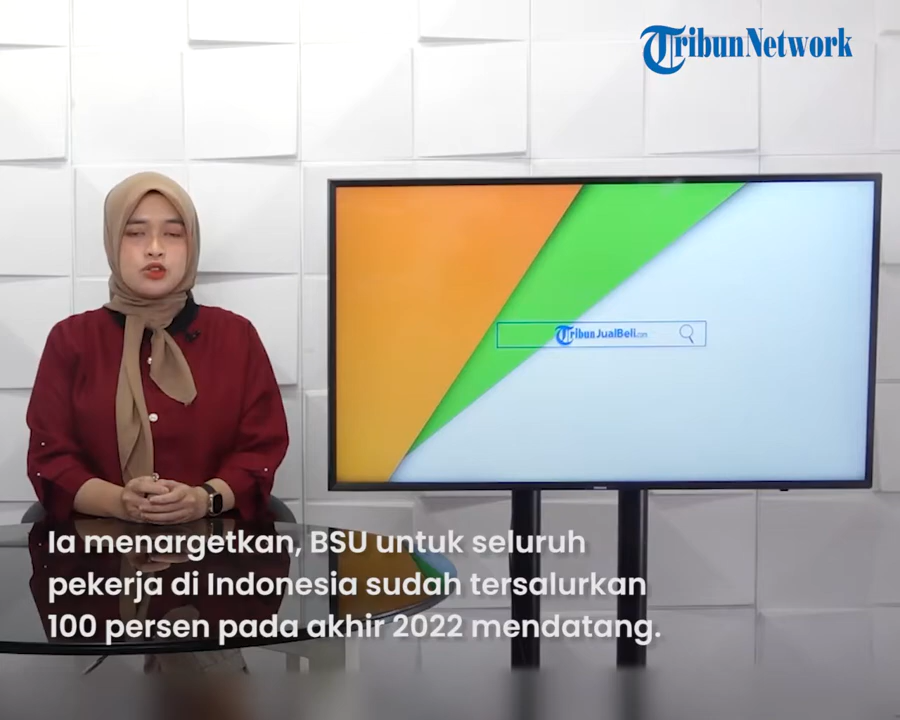 TribunNetwork
TribunJualBeli.com
Ia menargetkan, BSU untuk seluruh
pekerja di Indonesia sudah tersalurkan
100 persen pada akhir 2022 mendatang.